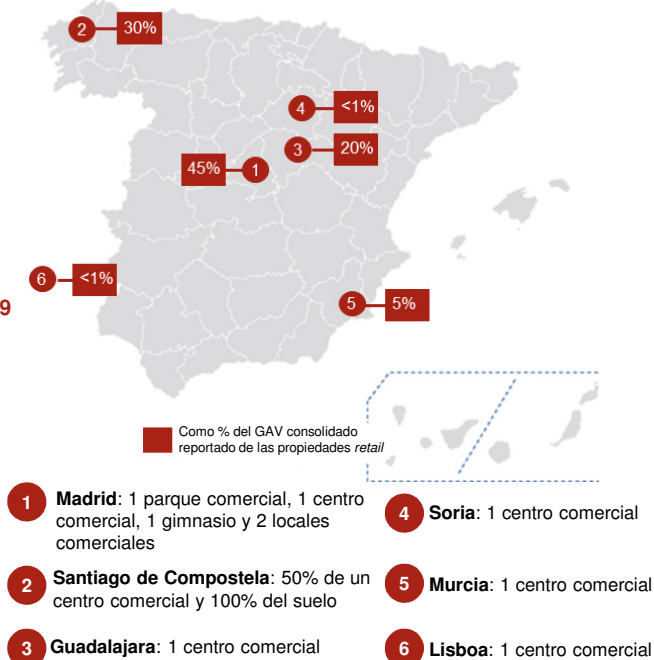 2
30%
4
<1%
3
20%
45%
1
6
<1%
9
5
5%
Como % del GAV consolidado
reportado de las propiedades retail
1
Madrid: 1 parque comercial, 1 centro
comercial, 1 gimnasio y 2 locales
comerciales
4
Soria: 1 centro comercial
2
Santiago de Compostela: 50% de un
centro comercial y 100% del suelo
5
Murcia: 1 centro comercial
3
Guadalajara: 1 centro comercial
6
Lisboa: 1 centro comercial